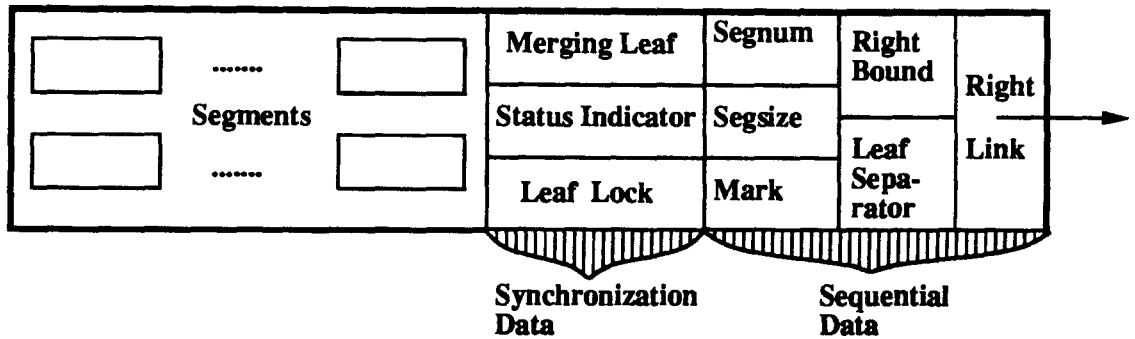 .......
Segments
.......
Merging Leaf
Status Indicator
Leaf Lock
Segnum
Segsize
Mark
Right
Bound
Leaf
Sepa-
rator
Right
Link
Synchronization
Data
Sequential
Data